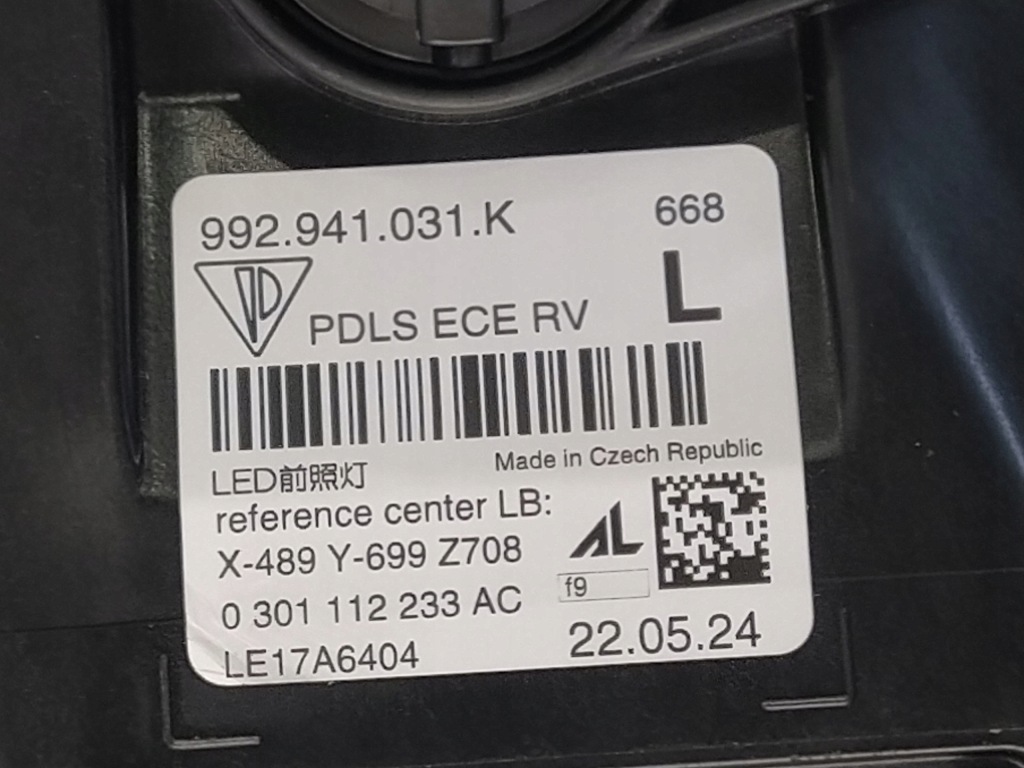 992.941.031.K
668
L
PDLS ECE RV
Made in Czech Republic
LED前照灯
reference center LB:
X-489 Y-699 Z708
AL
f9
0 301 112 233 AC
22.05.24
LE17A6404